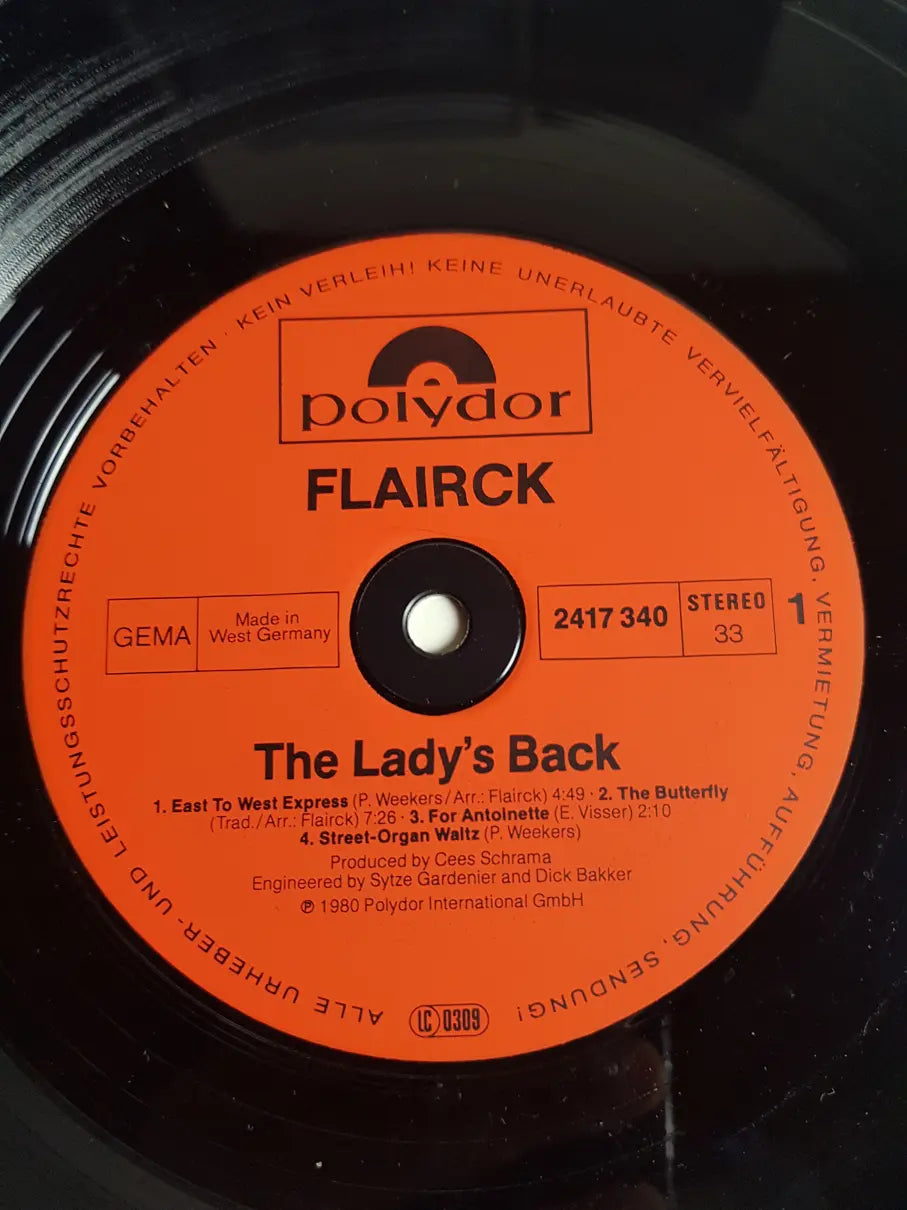 ALLE URHEBER- UND LEISTUNGSSCHUTZRECHTE VORBEHALTEN · KEIN VERLEIH! KEINE UNERLAUBTE VERVIELFÄLTIGUNG, VERMIETUNG, AUFFÜHRUNG, SENDUNG!
polydor
FLAIRCK
GEMA
Made in
West Germany
2417 340
STEREO
33
1
The Lady's Back
1. East To West Express (P. Weekers/Arr.: Flairck) 4:49 · 2. The Butterfly
(Trad./Arr.: Flairck) 7:26 · 3. For Antoinette (E. Visser) 2:10
4. Street-Organ Waltz (P. Weekers)
Produced by Cees Schrama
Engineered by Sytze Gardenier and Dick Bakker
℗ 1980 Polydor International GmbH
LC 0309